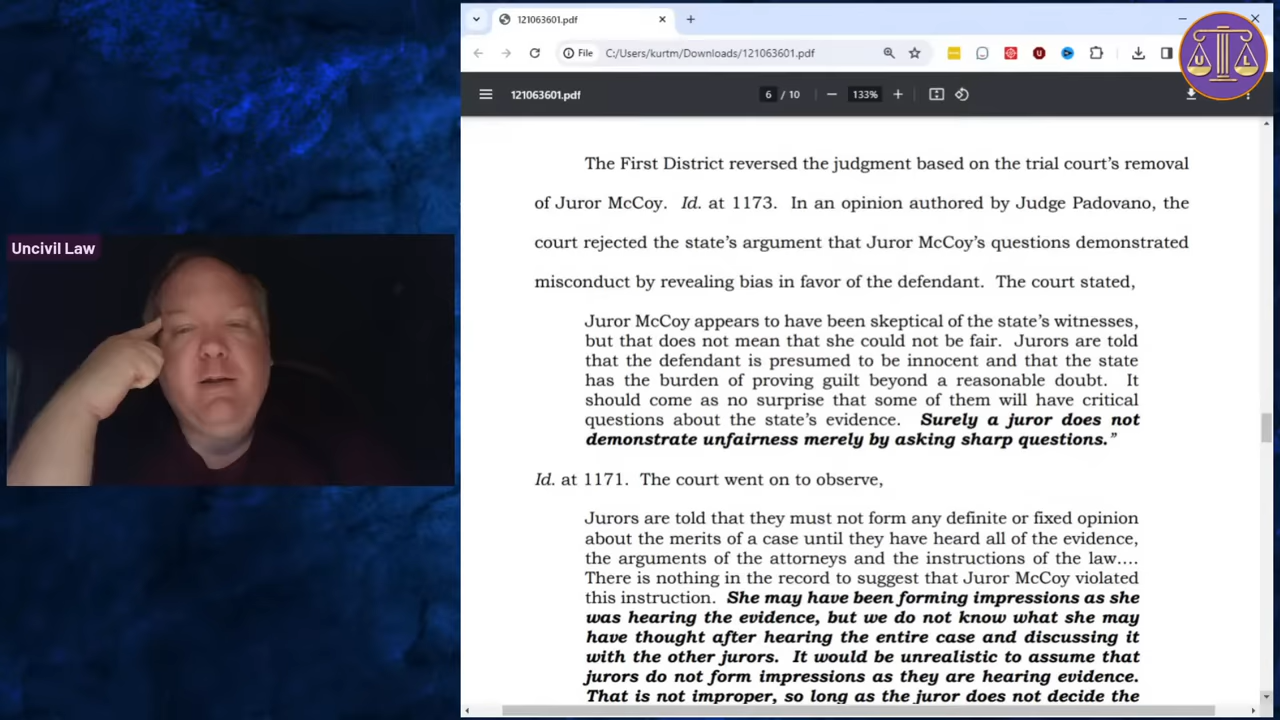 121063601.pdf
File
C:/Users/kurtm/Downloads/121063601.pdf
121063601.pdf
6 / 10
133%
U L
Uncivil Law
The First District reversed the judgment based on the trial court's removal
of Juror McCoy. Id. at 1173. In an opinion authored by Judge Padovano, the
court rejected the state's argument that Juror McCoy's questions demonstrated
misconduct by revealing bias in favor of the defendant. The court stated,
Juror McCoy appears to have been skeptical of the state's witnesses,
but that does not mean that she could not be fair. Jurors are told
that the defendant is presumed to be innocent and that the state
has the burden of proving guilt beyond a reasonable doubt. It
should come as no surprise that some of them will have critical
questions about the state's evidence. Surely a juror does not
demonstrate unfairness merely by asking sharp questions."
Id. at 1171. The court went on to observe,
Jurors are told that they must not form any definite or fixed opinion
about the merits of a case until they have heard all of the evidence,
the arguments of the attorneys and the instructions of the law....
There is nothing in the record to suggest that Juror McCoy violated
this instruction. She may have been forming impressions as she
was hearing the evidence, but we do not know what she may
have thought after hearing the entire case and discussing it
with the other jurors. It would be unrealistic to assume that
jurors do not form impressions as they are hearing evidence.
That is not improper, so long as the juror does not decide the